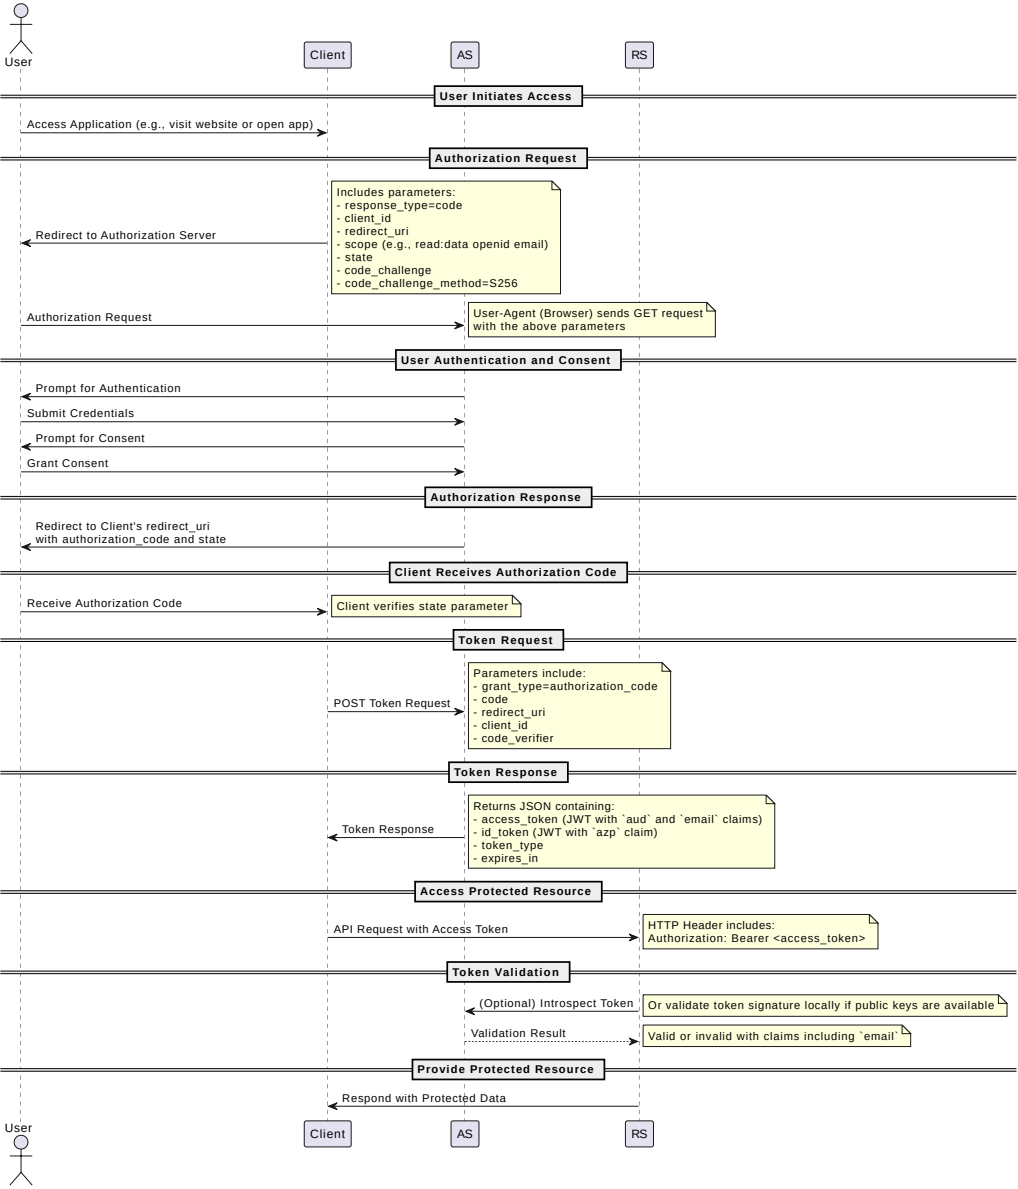 User
Client
AS
RS
User Initiates Access
Access Application (e.g., visit website or open app)
Authorization Request
Includes parameters:
- response_type=code
- client_id
- redirect_uri
- scope (e.g., read:data openid email)
- state
- code_challenge
- code_challenge_method=S256
Redirect to Authorization Server
Authorization Request
User-Agent (Browser) sends GET request
with the above parameters
User Authentication and Consent
Prompt for Authentication
Submit Credentials
Prompt for Consent
Grant Consent
Authorization Response
Redirect to Client's redirect_uri
with authorization_code and state
Client Receives Authorization Code
Receive Authorization Code
Client verifies state parameter
Token Request
POST Token Request
Parameters include:
- grant_type=authorization_code
- code
- redirect_uri
- client_id
- code_verifier
Token Response
Token Response
Returns JSON containing:
- access_token (JWT with `aud` and `email` claims)
- id_token (JWT with `azp` claim)
- token_type
- expires_in
Access Protected Resource
API Request with Access Token
HTTP Header includes:
Authorization: Bearer <access_token>
Token Validation
(Optional) Introspect Token
Or validate token signature locally if public keys are available
Validation Result
Valid or invalid with claims including `email`
Provide Protected Resource
Respond with Protected Data
User
Client
AS
RS